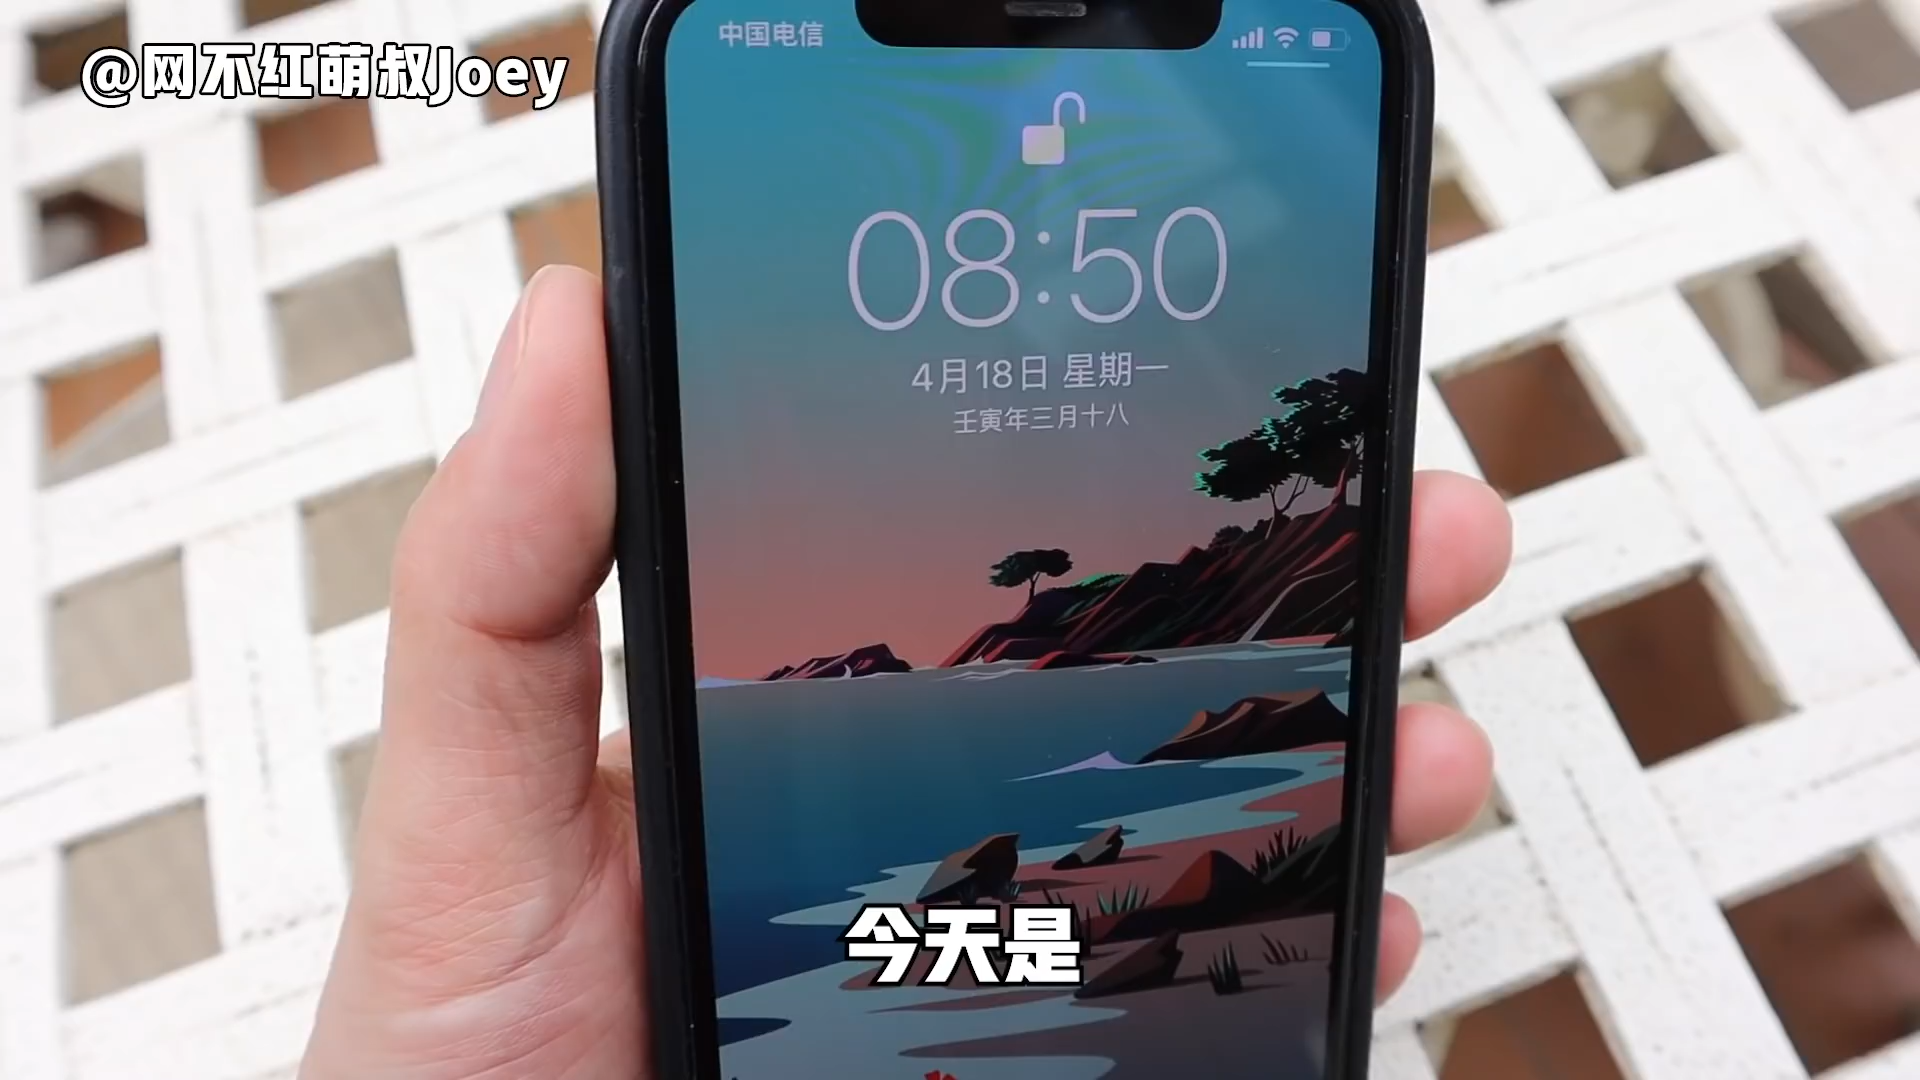 @网不红萌叔Joey
中国电信
08:50
4月18日 星期一
壬寅年三月十八
今天是